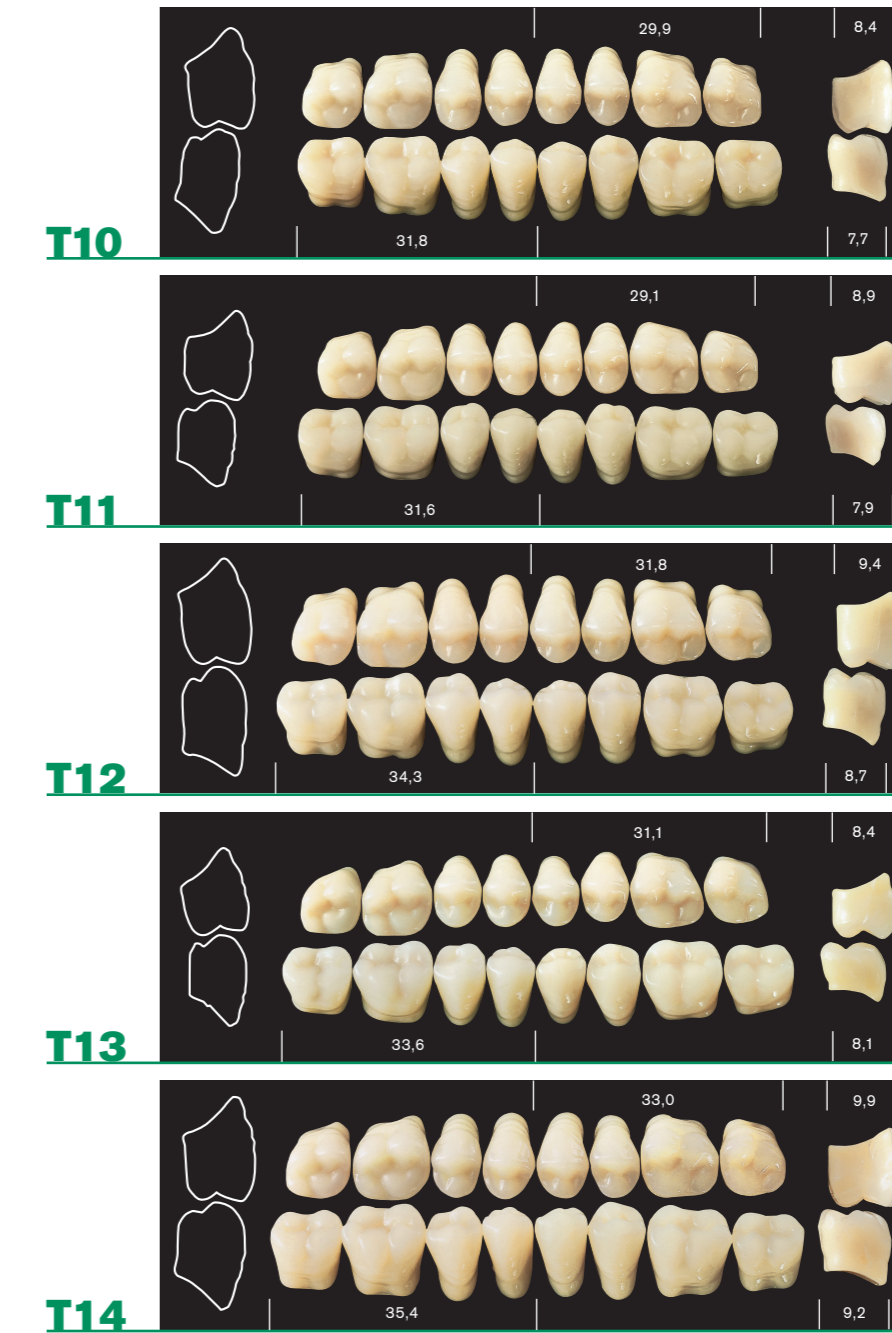 29,9 8,4
T10 31,8 7,7
29,1 8,9
T11 31,6 7,9
31,8 9,4
T12 34,3 8,7
31,1 8,4
T13 33,6 8,1
33,0 9,9
T14 35,4 9,2